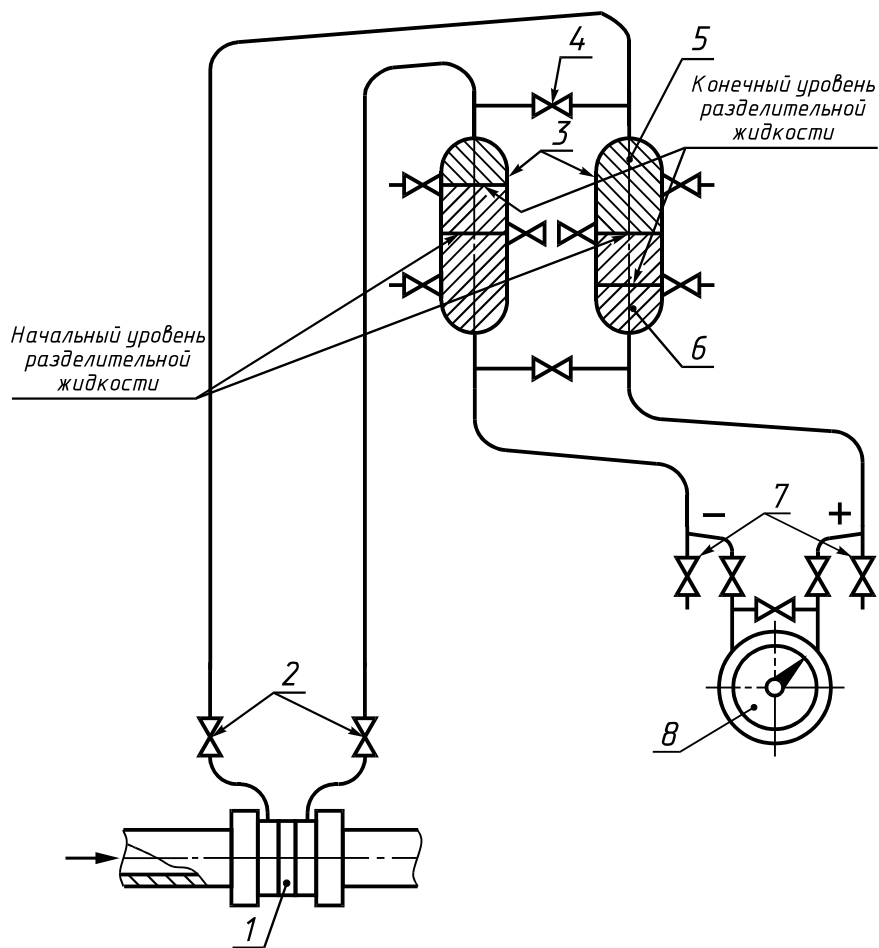 4
5
Конечный уровень
разделительной
жидкости
3
Начальный уровень
разделительной
жидкости
6
7
− +
2
8
1